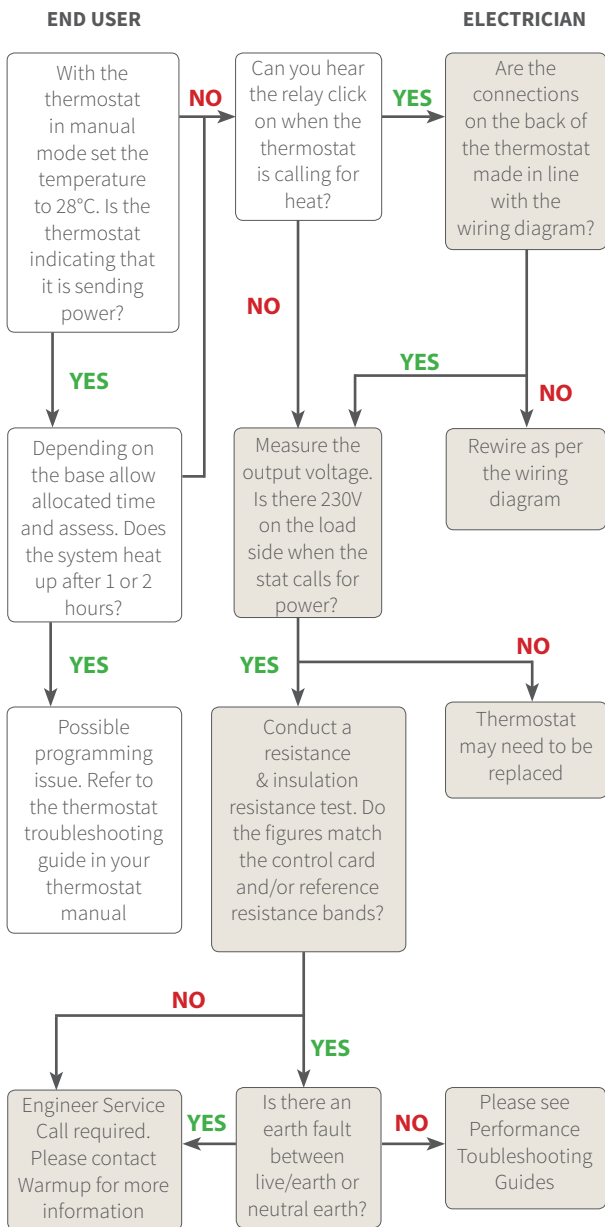 END USER
ELECTRICIAN
With the
thermostat
in manual
mode set the
temperature
to 28°C. Is the
thermostat
indicating that
it is sending
power?
NO
Can you hear
the relay click
on when the
thermostat
is calling for
heat?
YES
Are the
connections
on the back of
the thermostat
made in line
with the
wiring diagram?
YES
NO
YES
NO
Depending on
the base allow
allocated time
and assess. Does
the system heat
up after 1 or 2
hours?
Measure the
output voltage.
Is there 230V
on the load
side when the
stat calls for
power?
Rewire as per
the wiring
diagram
YES
YES
NO
Possible
programming
issue. Refer to
the thermostat
troubleshooting
guide in your
thermostat
manual
Conduct a
resistance
& insulation
resistance test. Do
the figures match
the control card
and/or reference
resistance bands?
Thermostat
may need to be
replaced
NO
YES
Engineer Service
Call required.
Please contact
Warmup for more
information
YES
Is there an
earth fault
between
live/earth or
neutral earth?
NO
Please see
Performance
Toubleshooting
Guides